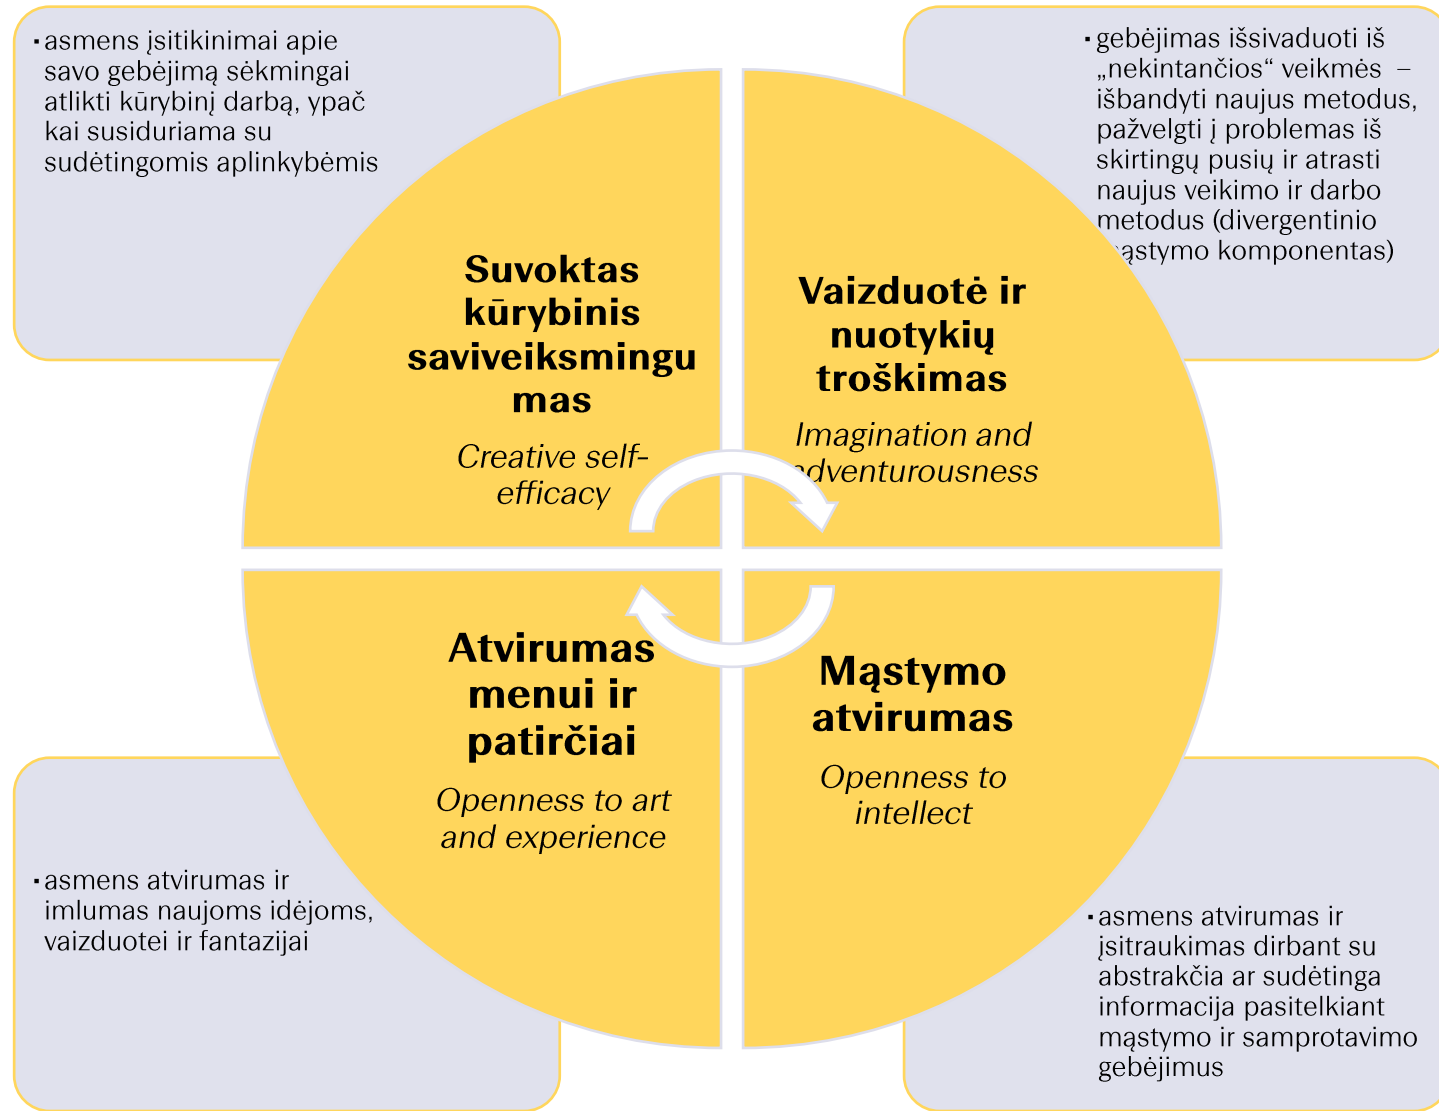 ▪ asmens įsitikinimai apie
savo gebėjimą sėkmingai
atlikti kūrybinį darbą, ypač
kai susiduriama su
sudėtingomis aplinkybėmis
▪ gebėjimas išsivaduoti iš
„nekintančios“ veikmės –
išbandyti naujus metodus,
pažvelgti į problemas iš
skirtingų pusių ir atrasti
naujus veikimo ir darbo
metodus (divergentinio
mąstymo komponentas)
Suvoktas
kūrybinis
saviveiksmingu
mas
Creative self-
efficacy
Vaizduotė ir
nuotykių
troškimas
Imagination and
adventurousness
Atvirumas
menui ir
patirčiai
Openness to art
and experience
Mąstymo
atvirumas
Openness to
intellect
▪ asmens atvirumas ir
imlumas naujoms idėjoms,
vaizduotei ir fantazijai
▪ asmens atvirumas ir
įsitraukimas dirbant su
abstrakčia ar sudėtinga
informacija pasitelkiant
mąstymo ir samprotavimo
gebėjimus